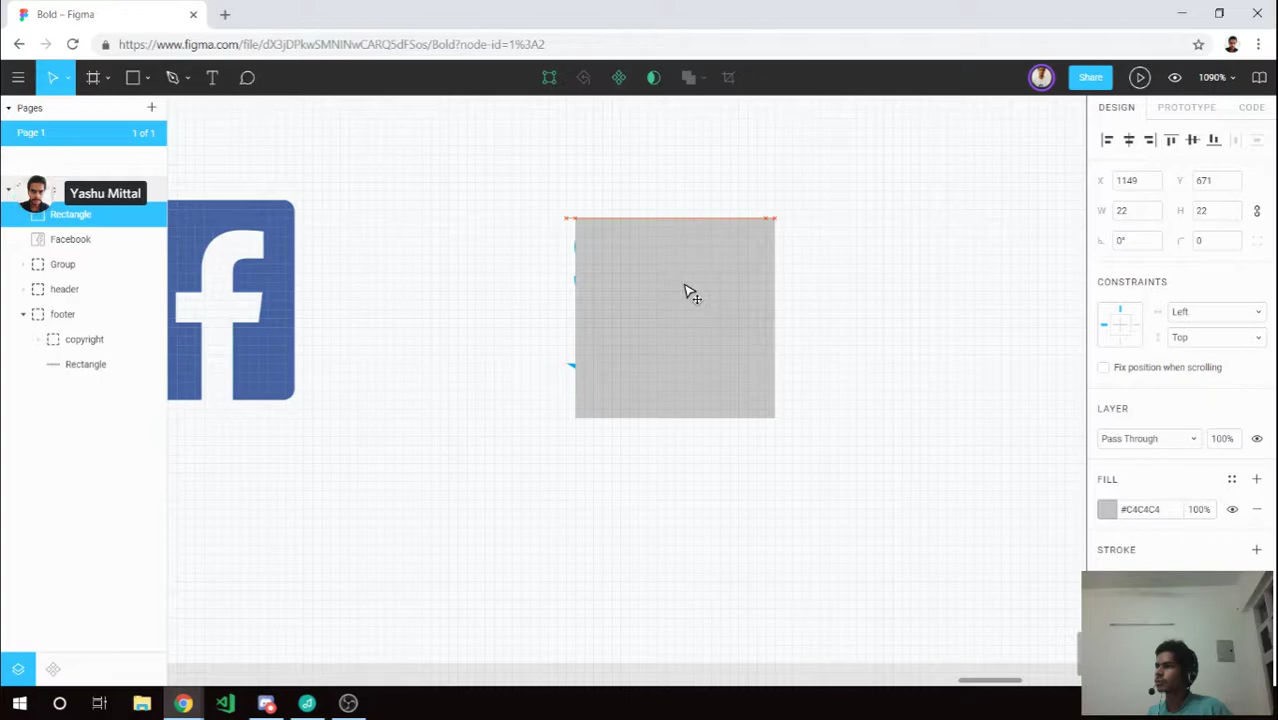 Bold – Figma
https://www.figma.com/file/dX3jDPkwSMNINwCARQ5dFSos/Bold?node-id=1%3A2
Share
1090%
Pages
Page 1
1 of 1
Yashu Mittal
Rectangle
Facebook
Group
header
footer
copyright
Rectangle
DESIGN
PROTOTYPE
CODE
X 1149 Y 671
W 22 H 22
0° 0
CONSTRAINTS
Left
Top
Fix position when scrolling
LAYER
Pass Through 100%
FILL
#C4C4C4 100%
STROKE